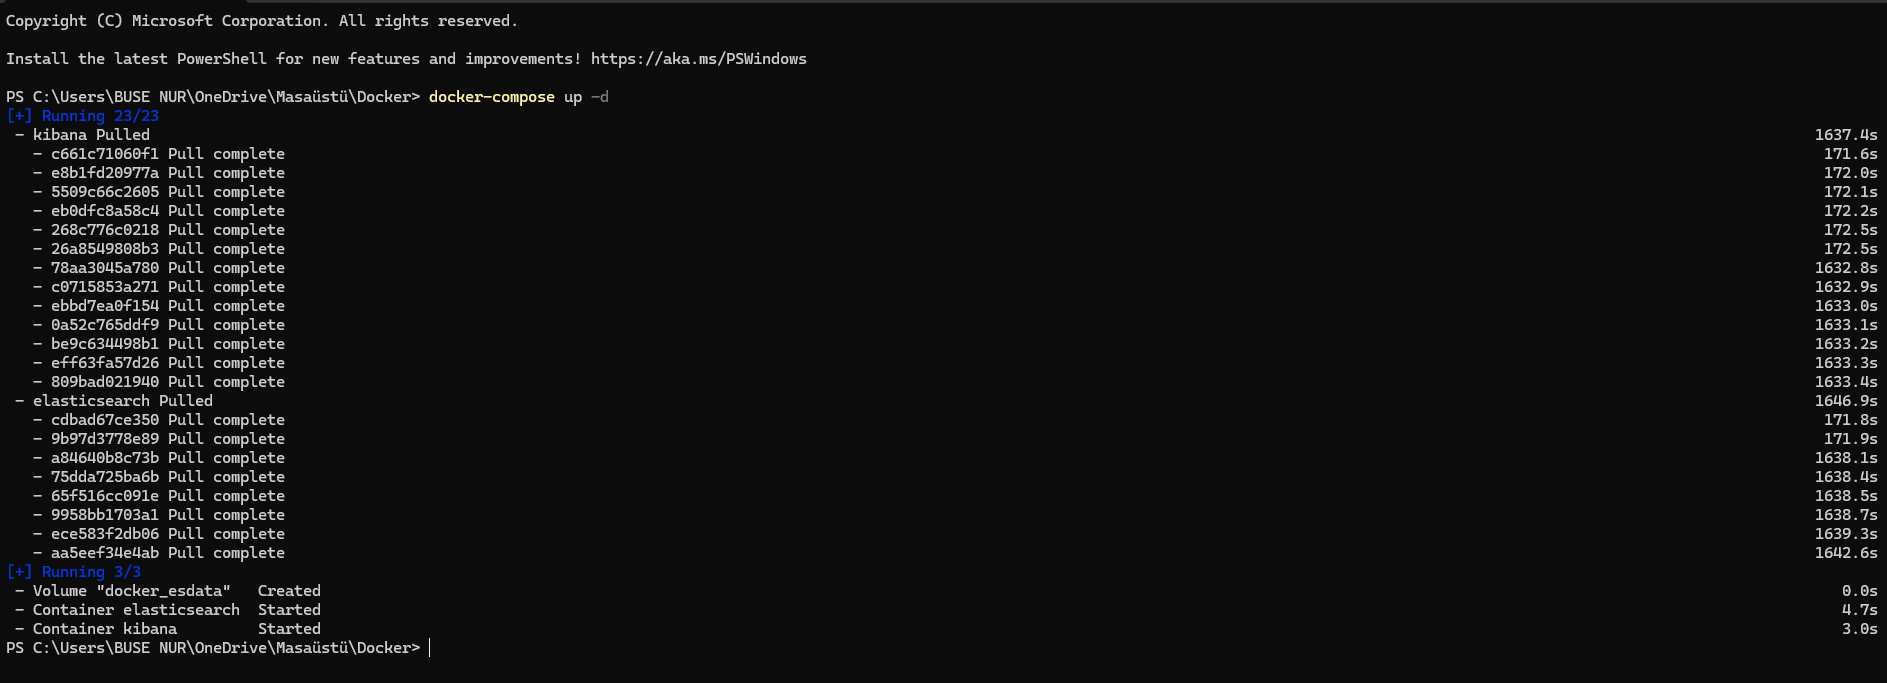 Copyright (C) Microsoft Corporation. All rights reserved.
Install the latest PowerShell for new features and improvements! https://aka.ms/PSWindows
PS C:\Users\BUSE NUR\OneDrive\Masaüstü\Docker> docker-compose up -d
[+] Running 23/23
- kibana Pulled 1637.4s
- c661c71060f1 Pull complete 171.6s
- e8b1fd20977a Pull complete 172.0s
- 5509c66c2605 Pull complete 172.1s
- eb0dfc8a58c4 Pull complete 172.2s
- 268c776c0218 Pull complete 172.5s
- 26a8549808b3 Pull complete 172.5s
- 78aa3045a780 Pull complete 1632.8s
- c0715853a271 Pull complete 1632.9s
- ebbd7ea0f154 Pull complete 1633.0s
- 0a52c765ddf9 Pull complete 1633.1s
- be9c634498b1 Pull complete 1633.2s
- eff63fa57d26 Pull complete 1633.3s
- 809bad021940 Pull complete 1633.4s
- elasticsearch Pulled 1646.9s
- cdbad67ce350 Pull complete 171.8s
- 9b97d3778e89 Pull complete 171.9s
- a84640b8c73b Pull complete 1638.1s
- 75dda725ba6b Pull complete 1638.4s
- 65f516cc091e Pull complete 1638.5s
- 9958bb1703a1 Pull complete 1638.7s
- ece583f2db06 Pull complete 1639.3s
- aa5eef34e4ab Pull complete 1642.6s
[+] Running 3/3
- Volume "docker_esdata" Created 0.0s
- Container elasticsearch Started 4.7s
- Container kibana Started 3.0s
PS C:\Users\BUSE NUR\OneDrive\Masaüstü\Docker>